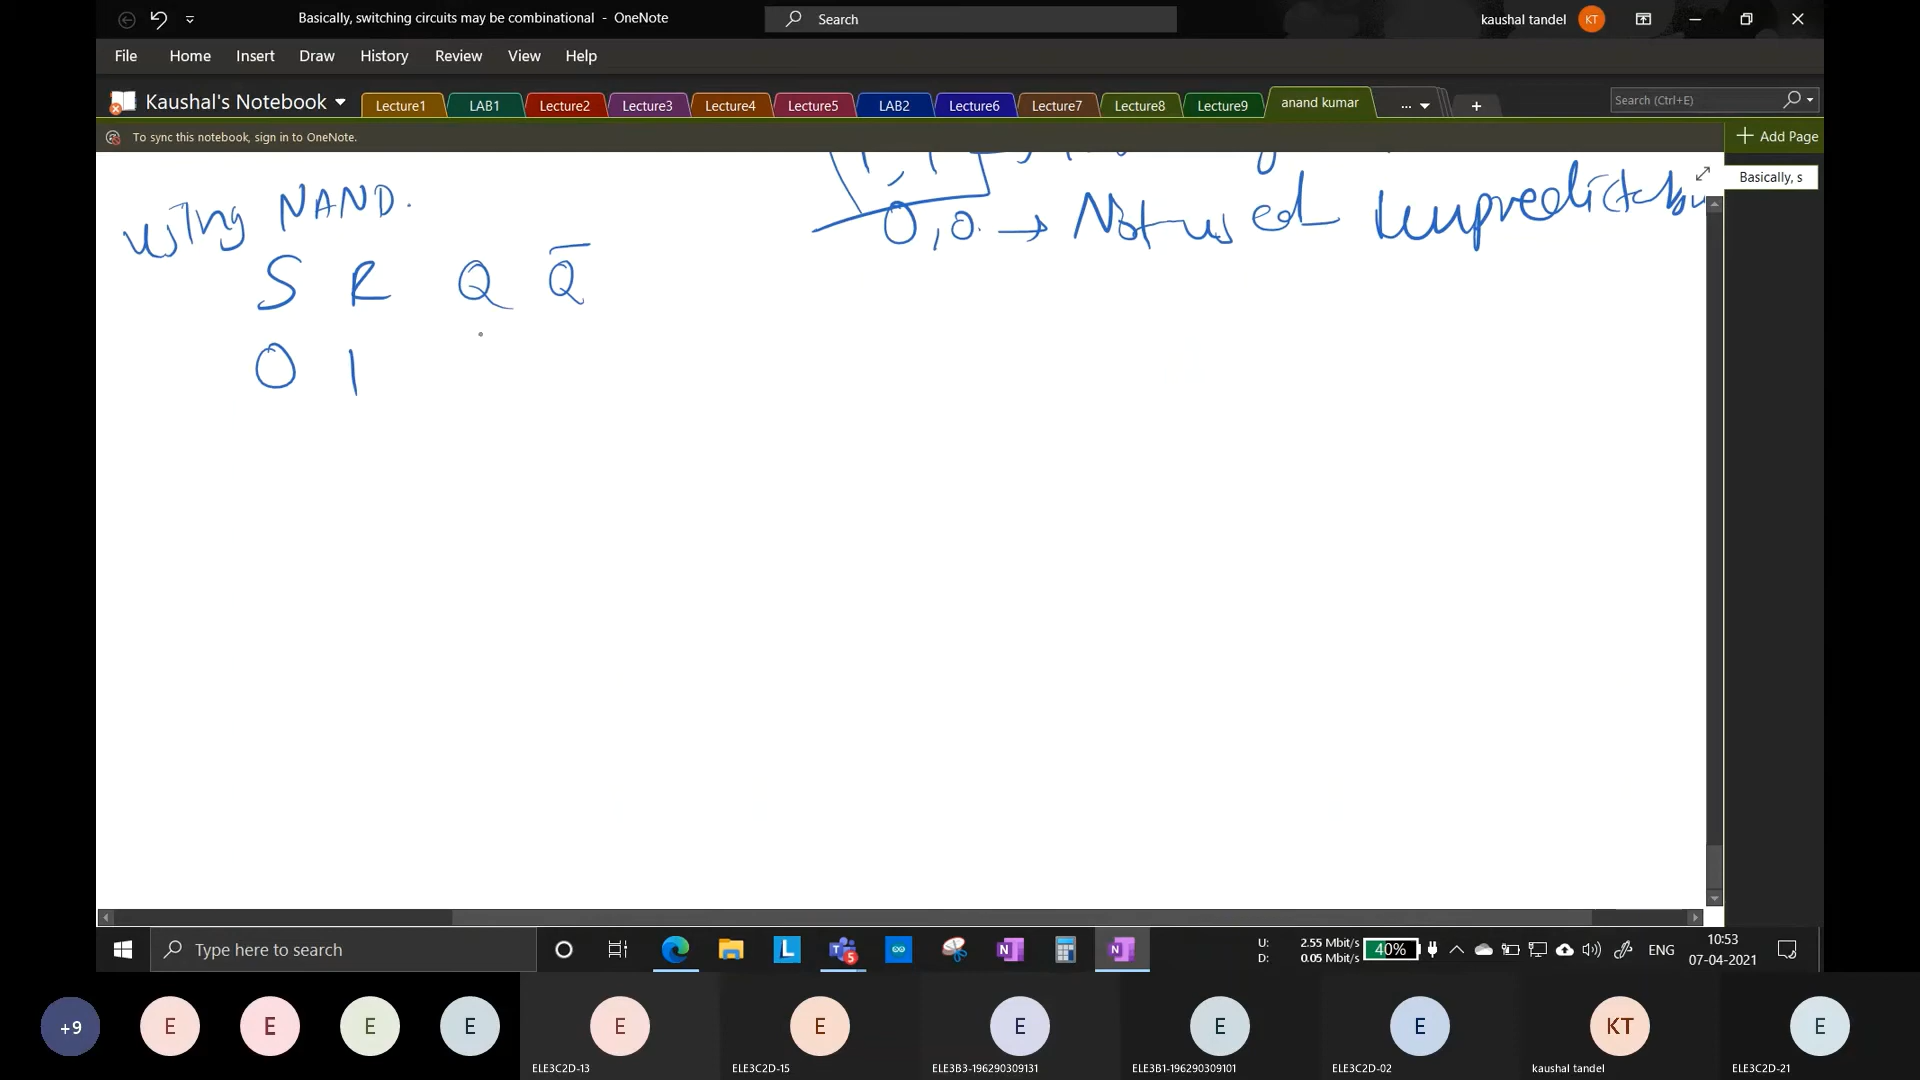 Basically, switching circuits may be combinational - OneNote
Search
kaushal tandel KT
File Home Insert Draw History Review View Help
Kaushal's Notebook Lecture1 LAB1 Lecture2 Lecture3 Lecture4 Lecture5 LAB2 Lecture6 Lecture7 Lecture8 Lecture9 anand kumar ... + Search (Ctrl+E)
To sync this notebook, sign in to OneNote.
+ Add Page
Basically, s
using NAND.
0,0. → Not used
S R Q Q̅
0 1
Type here to search
L
5
N
N
U: 2.55 Mbit/s
D: 0.05 Mbit/s
40%
ENG
10:53
07-04-2021
+9 E E E E E E E E E KT E
ELE3C2D-13 ELE3C2D-15 ELE3B3-196290309131 ELE3B1-196290309101 ELE3C2D-02 kaushal tandel ELE3C2D-21